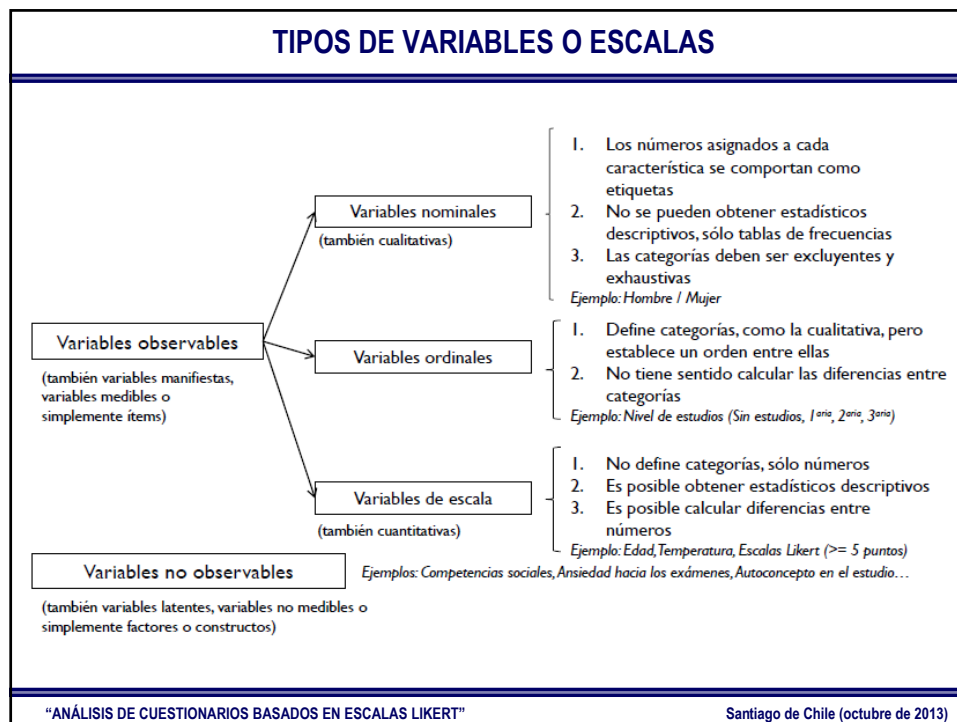 TIPOS DE VARIABLES O ESCALAS
Variables nominales
(también cualitativas)
1. Los números asignados a cada
característica se comportan como
etiquetas
2. No se pueden obtener estadísticos
descriptivos, sólo tablas de frecuencias
3. Las categorías deben ser excluyentes y
exhaustivas
Ejemplo: Hombre / Mujer
Variables observables
(también variables manifiestas,
variables medibles o
simplemente ítems)
Variables ordinales
1. Define categorías, como la cualitativa, pero
establece un orden entre ellas
2. No tiene sentido calcular las diferencias entre
categorías
Ejemplo: Nivel de estudios (Sin estudios, 1aria, 2aria, 3aria)
Variables de escala
(también cuantitativas)
1. No define categorías, sólo números
2. Es posible obtener estadísticos descriptivos
3. Es posible calcular diferencias entre
números
Ejemplo: Edad, Temperatura, Escalas Likert (>= 5 puntos)
Variables no observables
Ejemplos: Competencias sociales, Ansiedad hacia los exámenes, Autoconcepto en el estudio…
(también variables latentes, variables no medibles o
simplemente factores o constructos)
“ANÁLISIS DE CUESTIONARIOS BASADOS EN ESCALAS LIKERT”
Santiago de Chile (octubre de 2013)